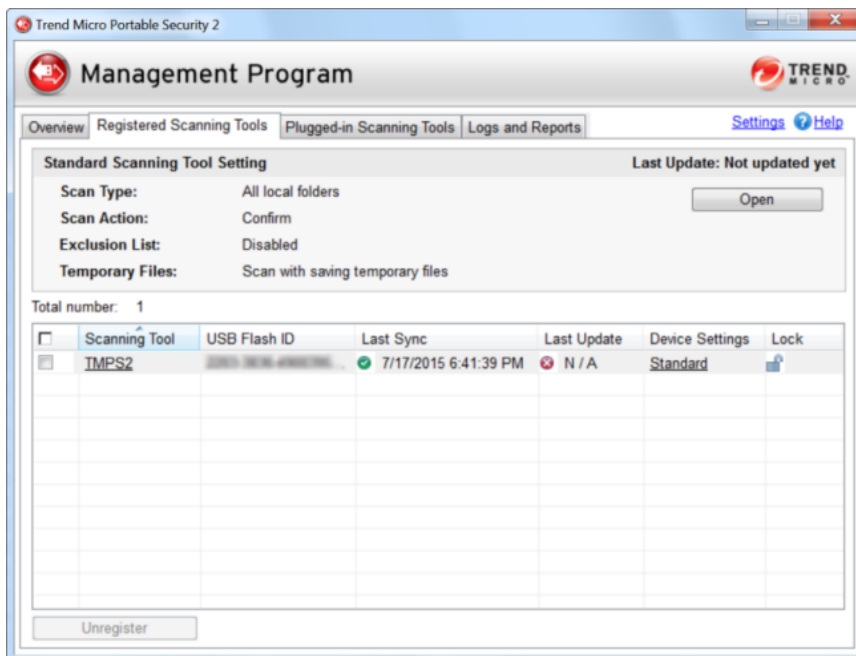 Trend Micro Portable Security 2
Management Program
TREND
MICRO
Overview Registered Scanning Tools Plugged-in Scanning Tools Logs and Reports Settings Help
Standard Scanning Tool Setting Last Update: Not updated yet
Scan Type: All local folders
Open
Scan Action: Confirm
Exclusion List: Disabled
Temporary Files: Scan with saving temporary files
Total number: 1
Scanning Tool USB Flash ID Last Sync Last Update Device Settings Lock
TMPS2 7/17/2015 6:41:39 PM N / A Standard
Unregister